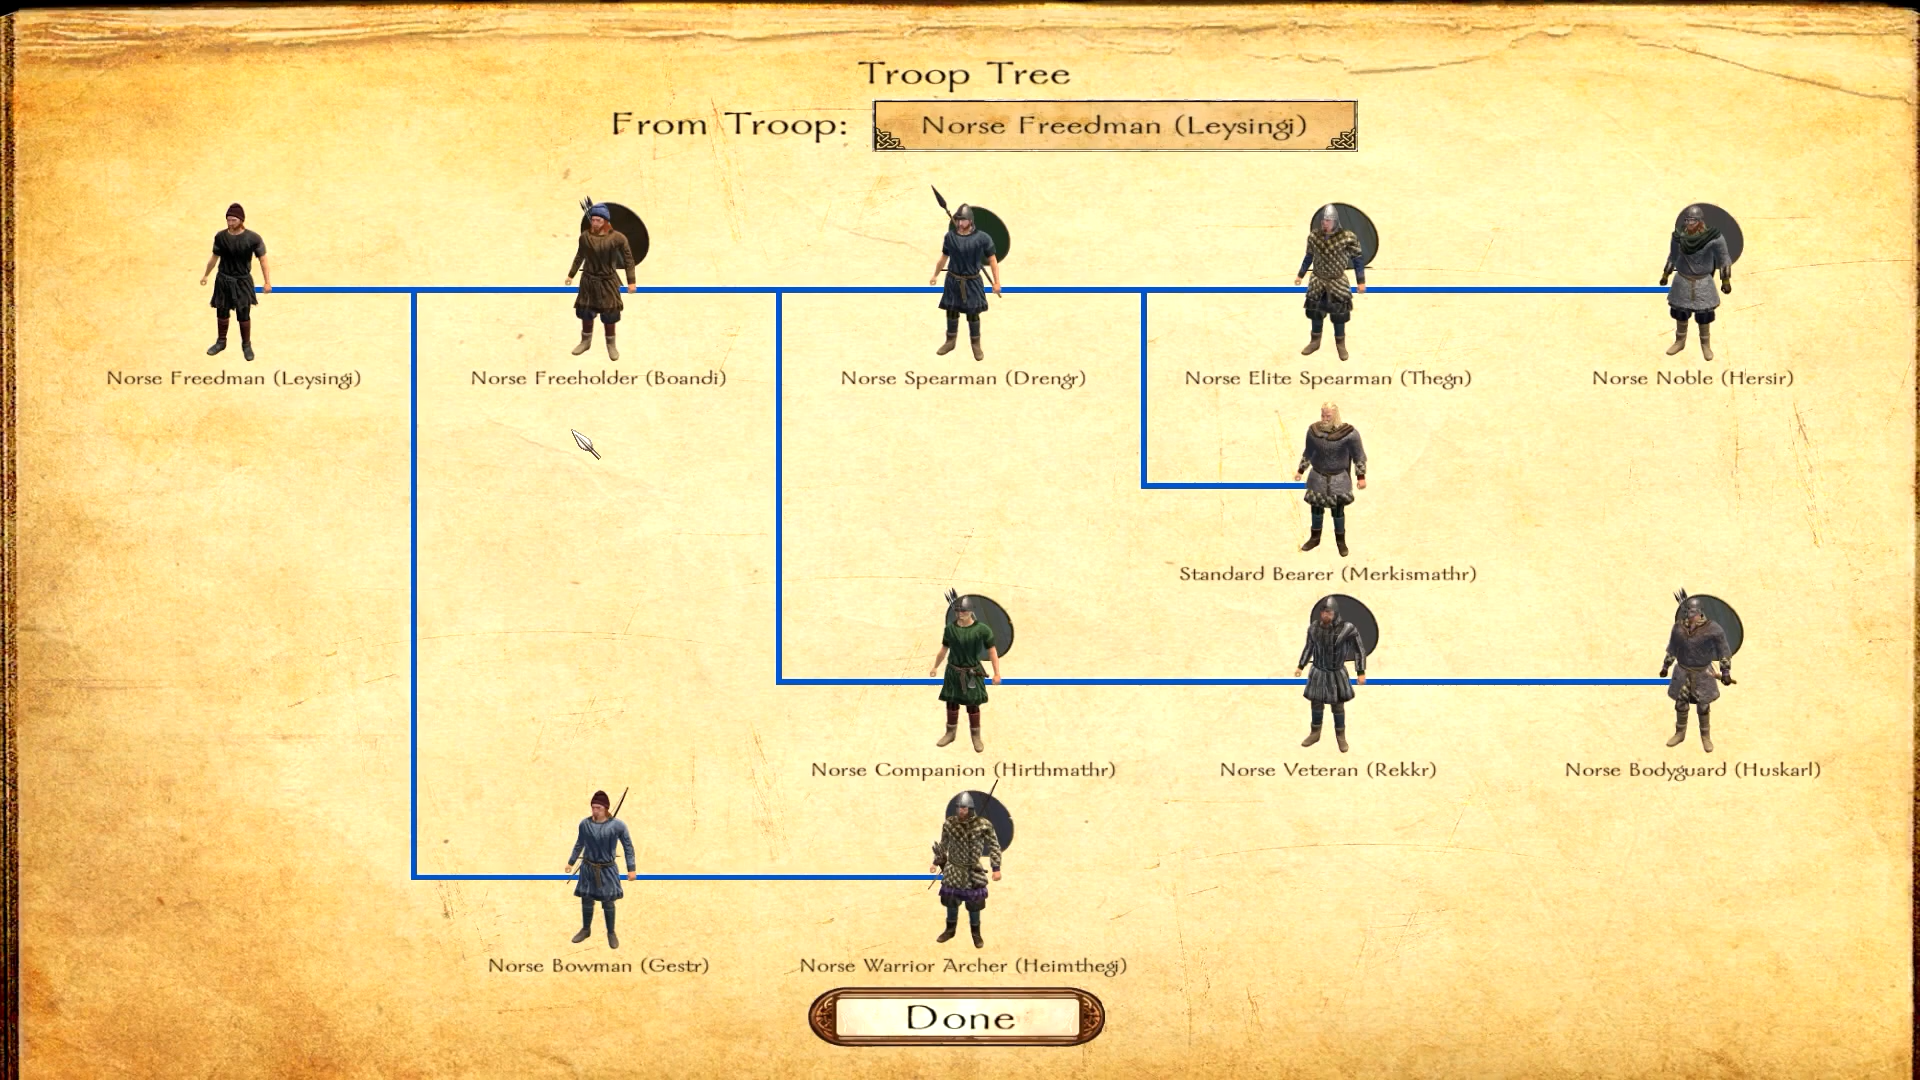 Troop Tree
From Troop: Norse Freedman (Leysingi)
Norse Freedman (Leysingi)
Norse Freeholder (Boandi)
Norse Spearman (Drengr)
Norse Elite Spearman (Thegn)
Norse Noble (Hersir)
Standard Bearer (Merkismathr)
Norse Companion (Hirthmathr)
Norse Veteran (Rekkr)
Norse Bodyguard (Huskarl)
Norse Bowman (Gestr)
Norse Warrior Archer (Heimthegi)
Done